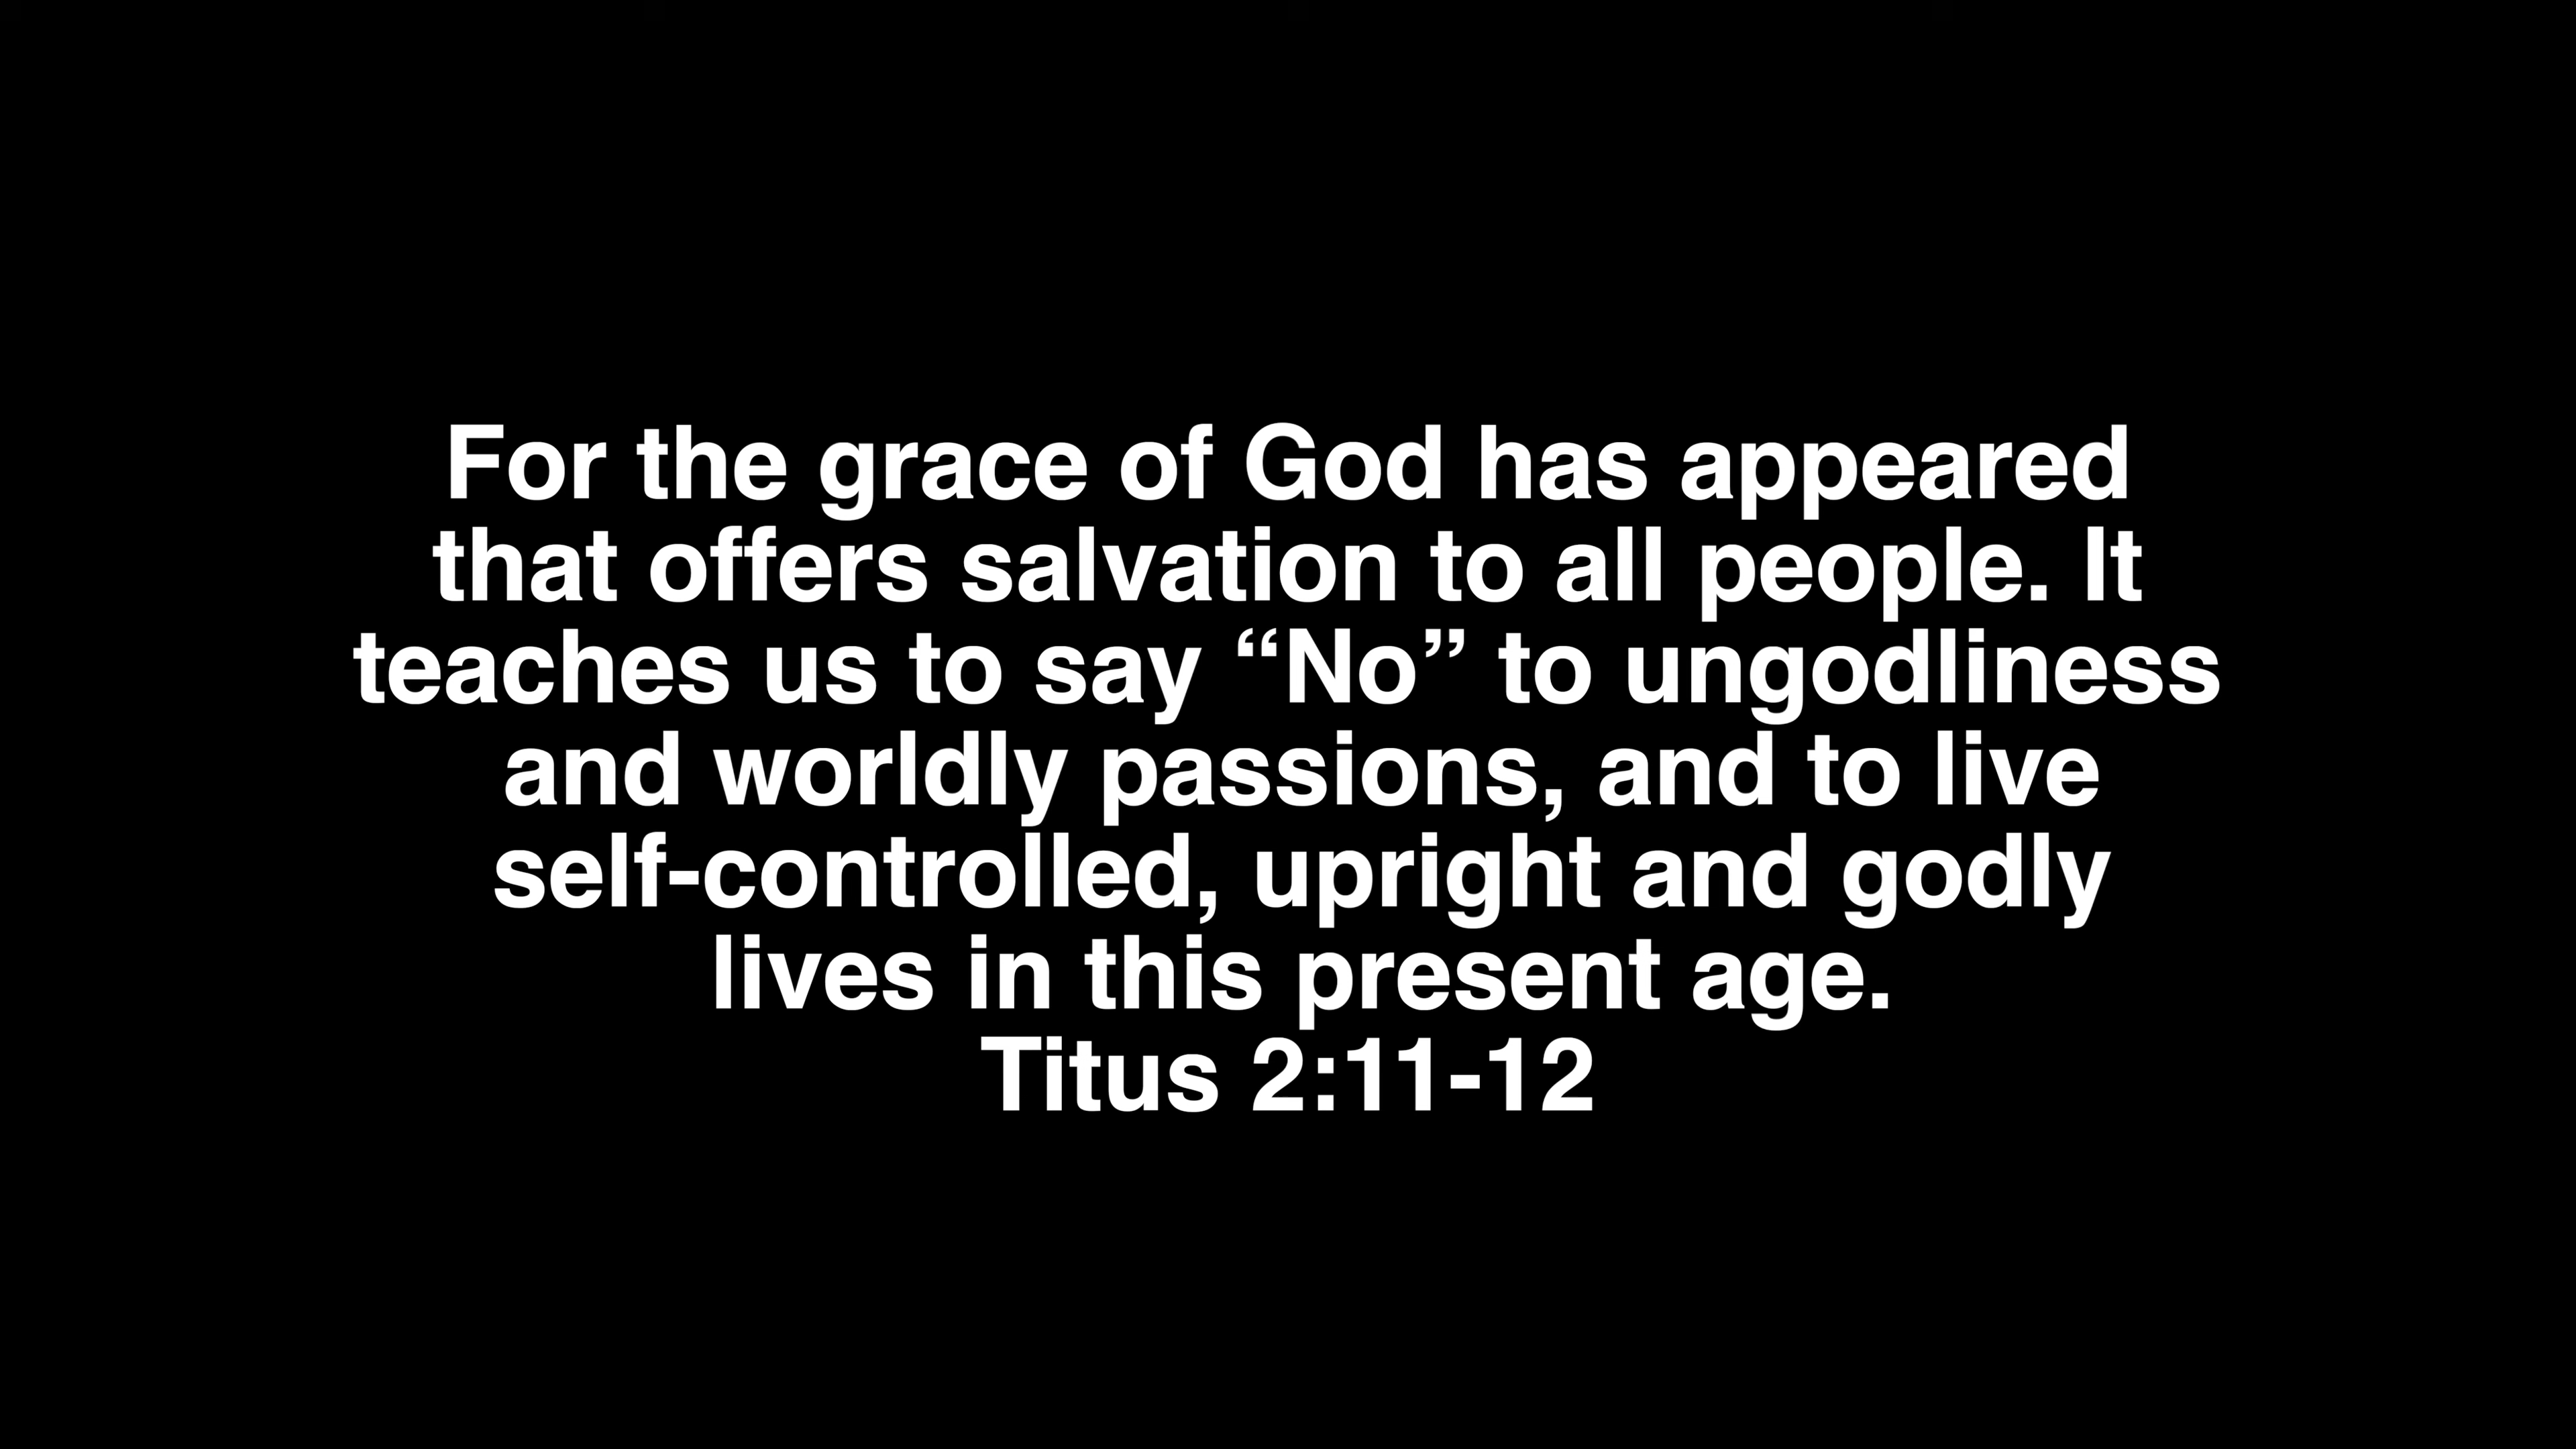 For the grace of God has appeared
that offers salvation to all people. It
teaches us to say “No” to ungodliness
and worldly passions, and to live
self-controlled, upright and godly
lives in this present age.
Titus 2:11-12